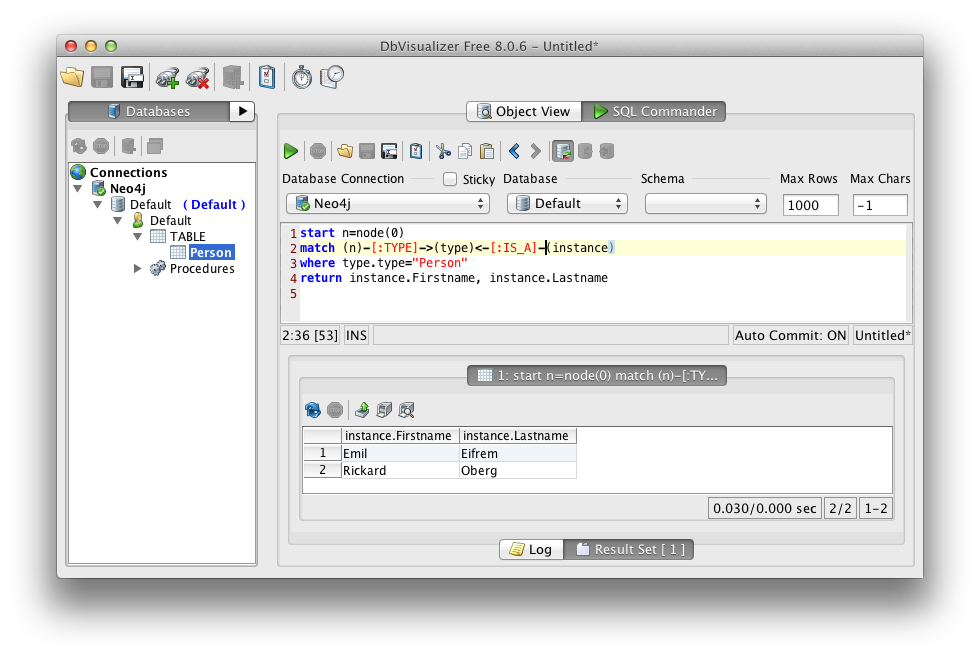 DbVisualizer Free 8.0.6 - Untitled*
Databases
Object View
SQL Commander
Connections
Neo4j
Default ( Default )
Default
TABLE
Person
Procedures
Database Connection
Sticky
Database
Schema
Max Rows
Max Chars
Neo4j
Default
1000
-1
1 start n=node(0)
2 match (n)-[:TYPE]->(type)<-[:IS_A]-(instance)
3 where type.type="Person"
4 return instance.Firstname, instance.Lastname
5
2:36 [53]
INS
Auto Commit: ON
Untitled*
1: start n=node(0) match (n)-[:TY...
instance.Firstname instance.Lastname
1 Emil Eifrem
2 Rickard Oberg
0.030/0.000 sec
2/2
1-2
Log
Result Set [ 1 ]